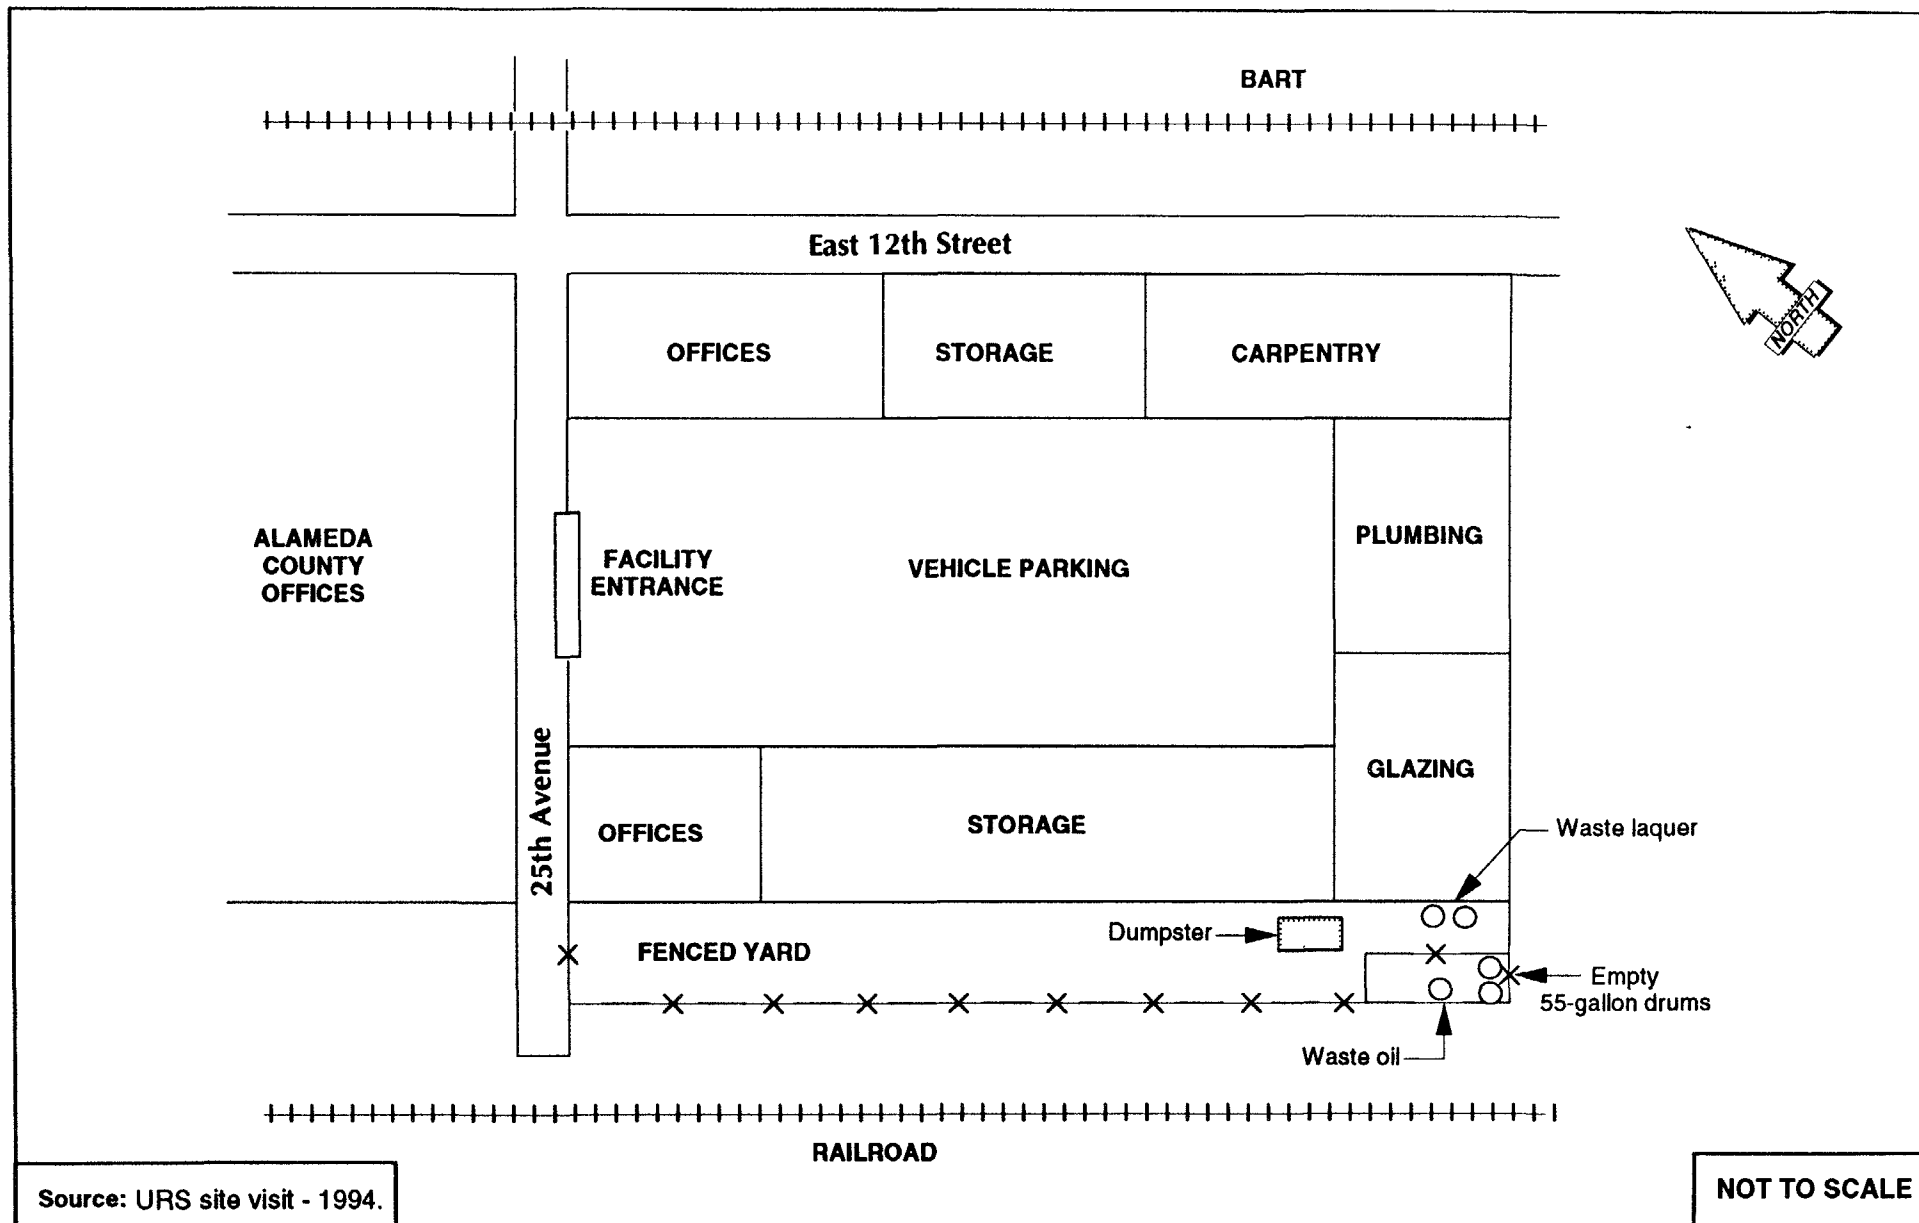 BART
East 12th Street
NORTH
OFFICES
STORAGE
CARPENTRY
ALAMEDA
COUNTY
OFFICES
FACILITY
ENTRANCE
VEHICLE PARKING
PLUMBING
25th Avenue
GLAZING
OFFICES
STORAGE
Waste laquer
Dumpster
FENCED YARD
Empty
55-gallon drums
Waste oil
RAILROAD
Source: URS site visit - 1994.
NOT TO SCALE